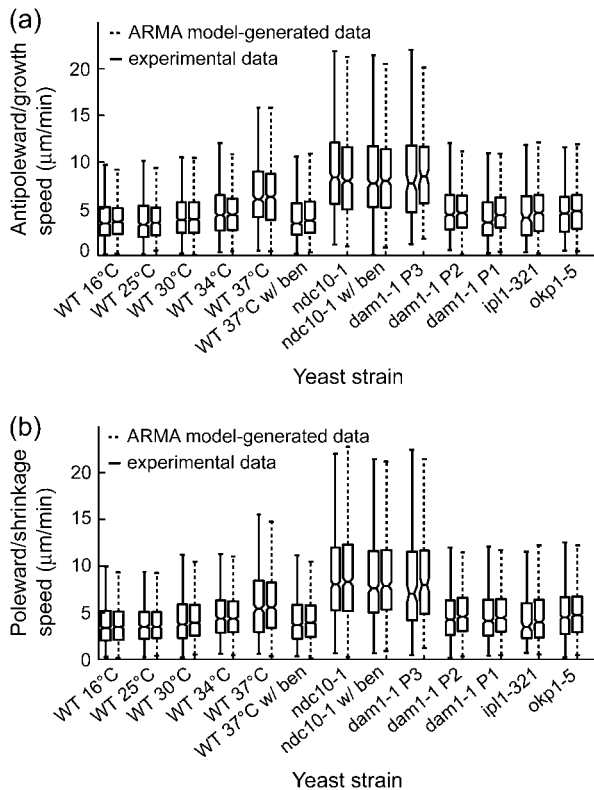 (a)
ARMA model-generated data
experimental data
Antipoleward/growth
speed (μm/min)
20
15
10
5
0
WT 16°C
WT 25°C
WT 30°C
WT 34°C
WT 37°C
WT 37°C w/ ben
ndc10-1
ndc10-1 w/ ben
dam1-1 P3
dam1-1 P2
dam1-1 P1
ipl1-321
okp1-5
Yeast strain
(b)
ARMA model-generated data
experimental data
Poleward/shrinkage
speed (μm/min)
20
15
10
5
0
WT 16°C
WT 25°C
WT 30°C
WT 34°C
WT 37°C
WT 37°C w/ ben
ndc10-1
ndc10-1 w/ ben
dam1-1 P3
dam1-1 P2
dam1-1 P1
ipl1-321
okp1-5
Yeast strain